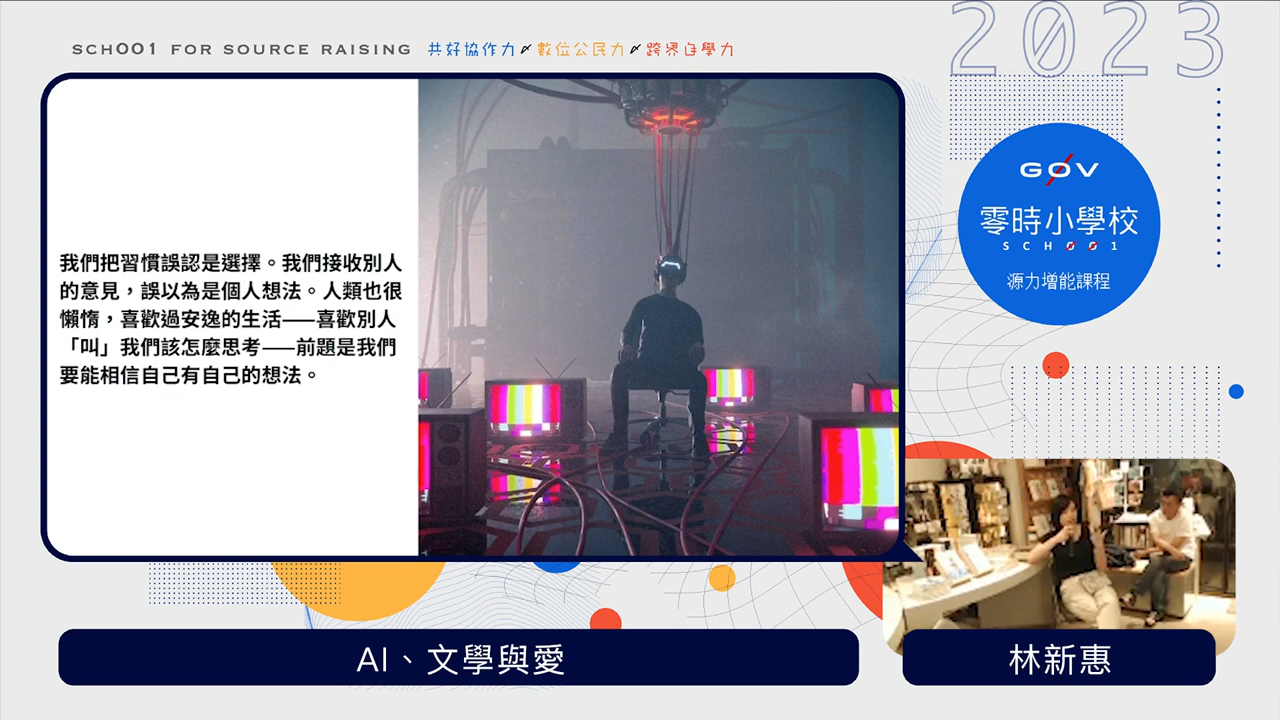 2023
SCH001 FOR SOURCE RAISING 共好協作力 數位公民力 跨界自學力
GØV
零時小學校
SCHØØ1
源力增能課程
我們把習慣誤認是選擇。我們接收別人
的意見，誤以為是個人想法。人類也很
懶惰，喜歡過安逸的生活——喜歡別人
「叫」我們該怎麼思考——前題是我們
要能相信自己有自己的想法。
AI、文學與愛
林新惠